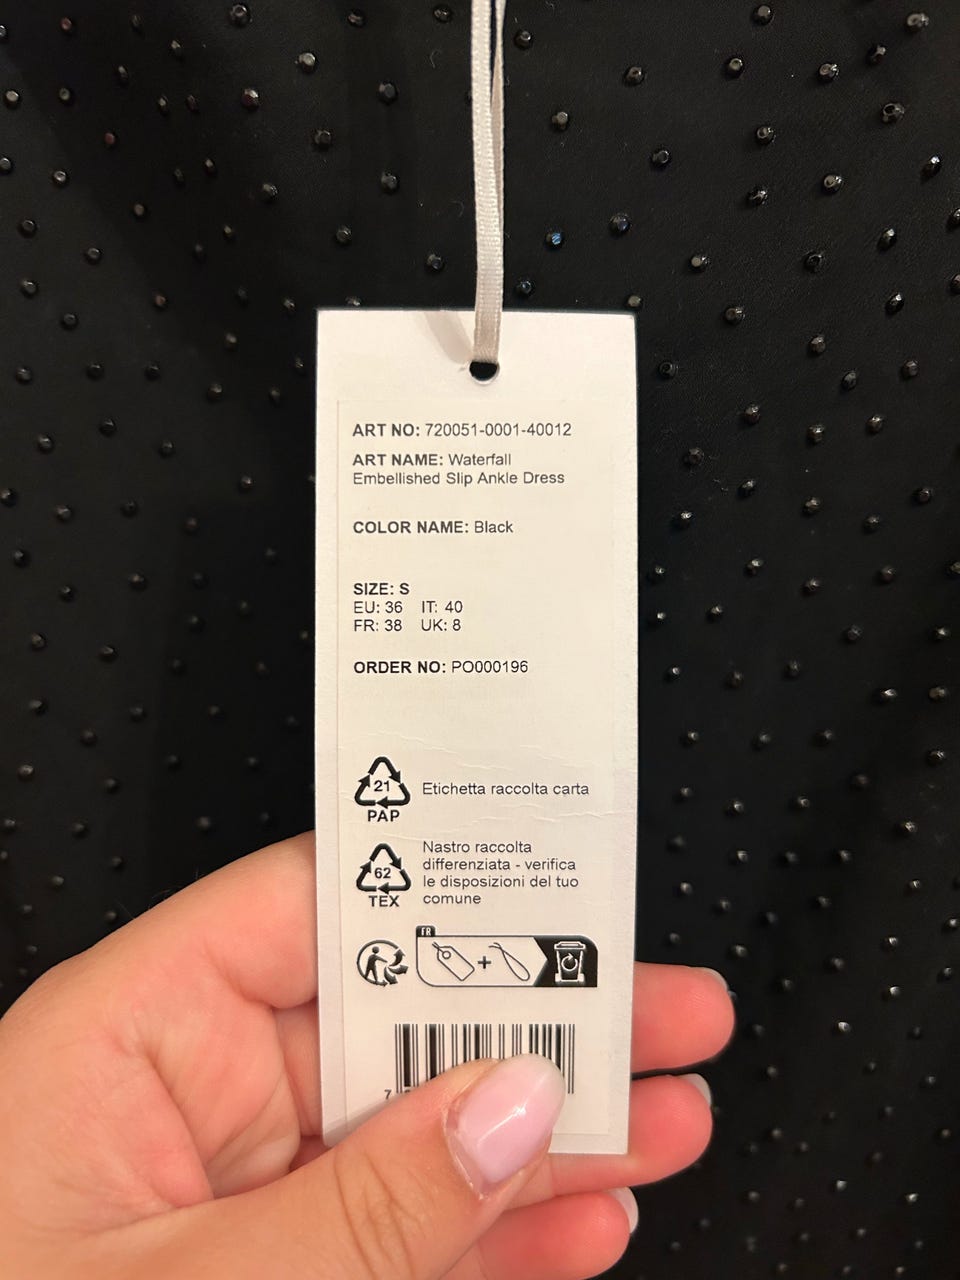 ART NO: 720051-0001-40012
ART NAME: Waterfall
Embellished Slip Ankle Dress
COLOR NAME: Black
SIZE: S
EU: 36 IT: 40
FR: 38 UK: 8
ORDER NO: PO000196
21
PAP
Etichetta raccolta carta
62
TEX
Nastro raccolta
differenziata - verifica
le disposizioni del tuo
comune
FR
+
7